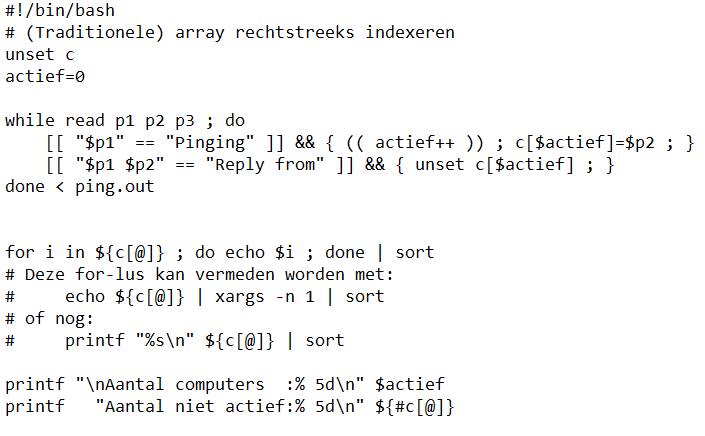 #!/bin/bash
# (Traditionele) array rechtstreeks indexeren
unset c
actief=0

while read p1 p2 p3 ; do
    [[ "$p1" == "Pinging" ]] && { (( actief++ )) ; c[$actief]=$p2 ; }
    [[ "$p1 $p2" == "Reply from" ]] && { unset c[$actief] ; }
done < ping.out


for i in ${c[@]} ; do echo $i ; done | sort
# Deze for-lus kan vermeden worden met:
#     echo ${c[@]} | xargs -n 1 | sort
# of nog:
#     printf "%s\n" ${c[@]} | sort

printf "\nAantal computers  :% 5d\n" $actief
printf   "Aantal niet actief:% 5d\n" ${#c[@]}